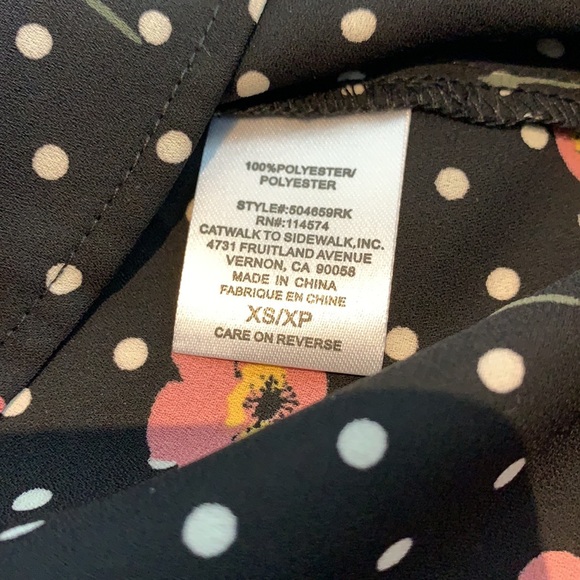 100%POLYESTER/
POLYESTER
STYLE#:504659RK
RN#:114574
CATWALK TO SIDEWALK,INC.
4731 FRUITLAND AVENUE
VERNON, CA 90058
MADE IN CHINA
FABRIQUE EN CHINE
XS/XP
CARE ON REVERSE